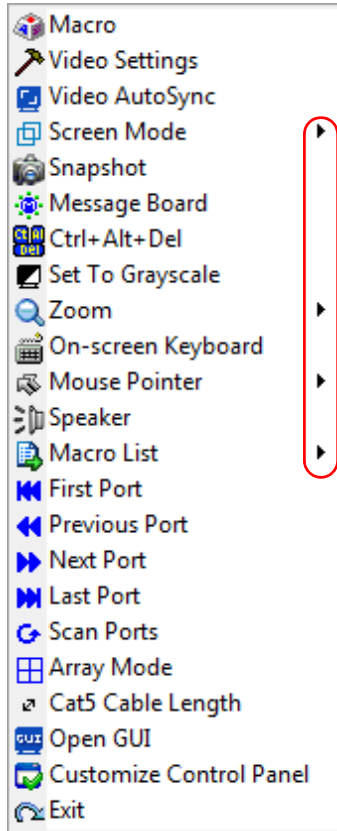 Macro
Video Settings
Video AutoSync
Screen Mode
Snapshot
Message Board
Ctrl+Alt+Del
Set To Grayscale
Zoom
On-screen Keyboard
Mouse Pointer
Speaker
Macro List
First Port
Previous Port
Next Port
Last Port
Scan Ports
Array Mode
Cat5 Cable Length
GUI Open GUI
Customize Control Panel
Exit